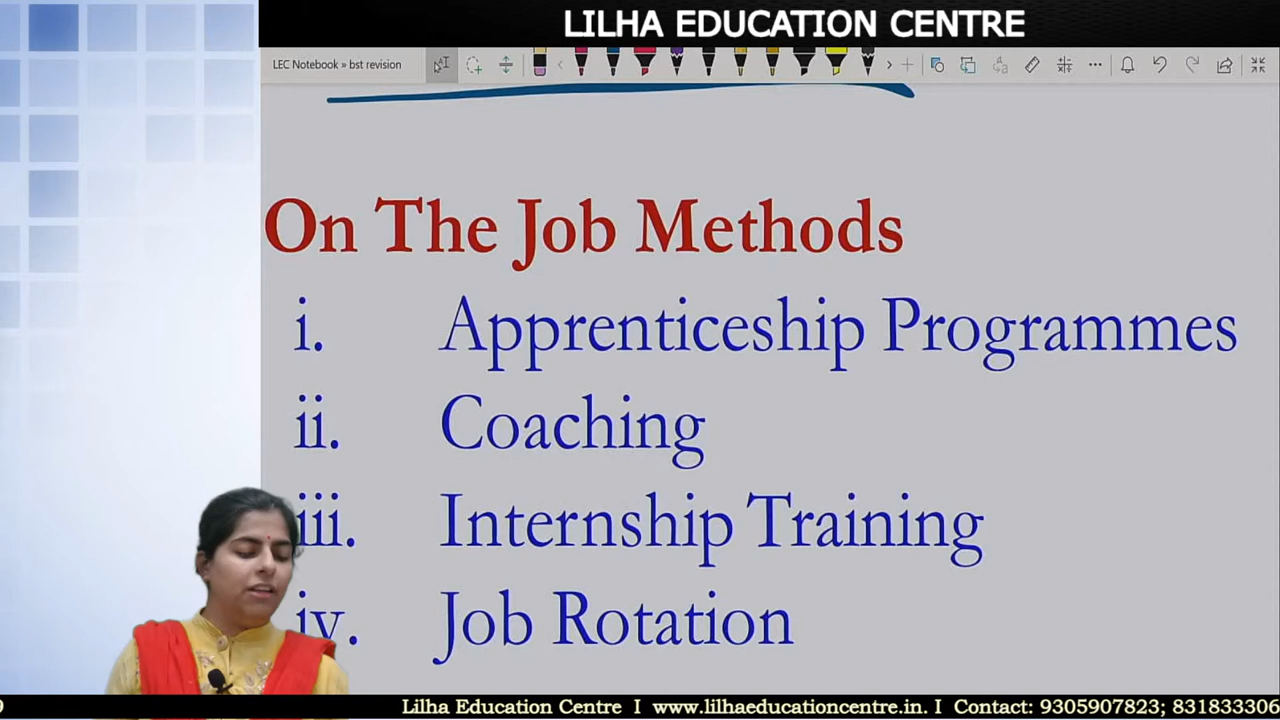 LILHA EDUCATION CENTRE
LEC Notebook » bst revision
On The Job Methods
i. Apprenticeship Programmes
ii. Coaching
iii. Internship Training
iv. Job Rotation
9 Lilha Education Centre I www.lilhaeducationcentre.in. I Contact: 9305907823; 831833306